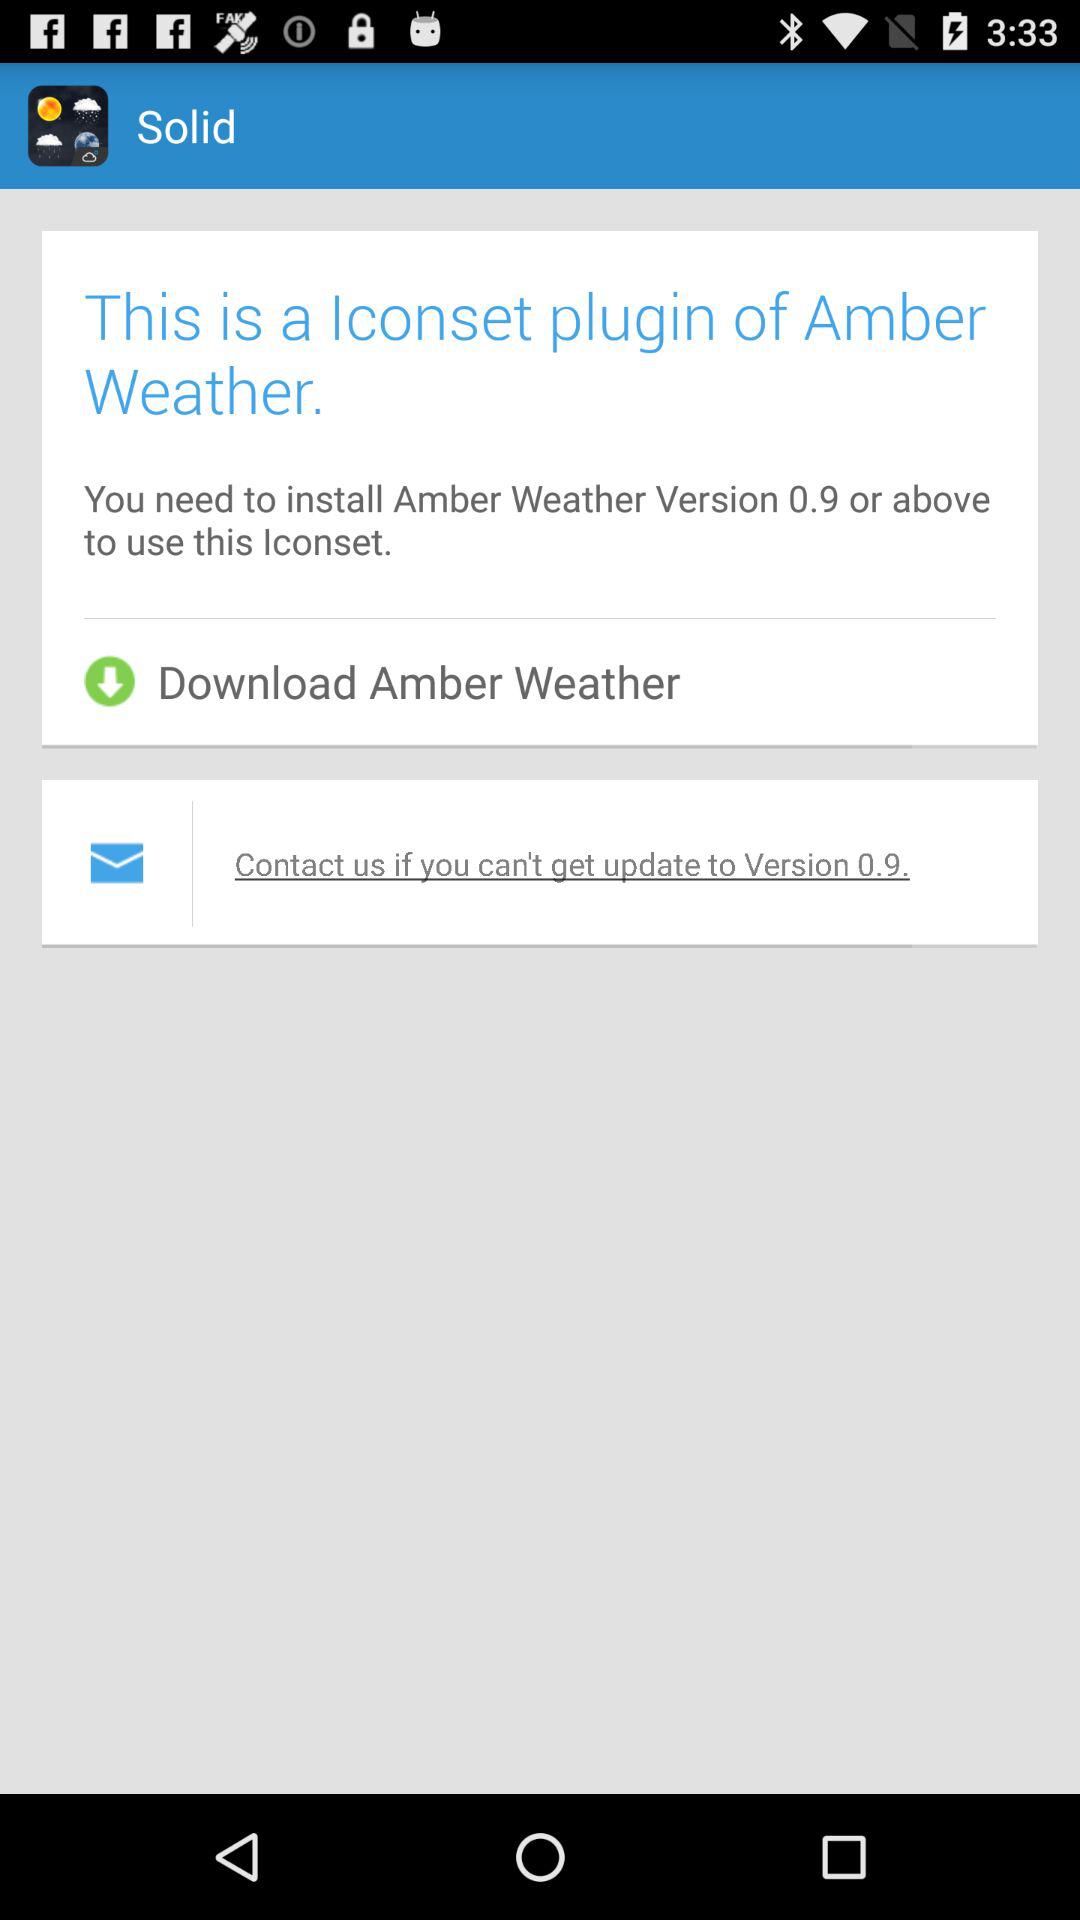 FAKE
3:33
Solid
This is a Iconset plugin of Amber
Weather.
You need to install Amber Weather Version 0.9 or above
to use this Iconset.
Download Amber Weather
Contact us if you can't get update to Version 0.9.